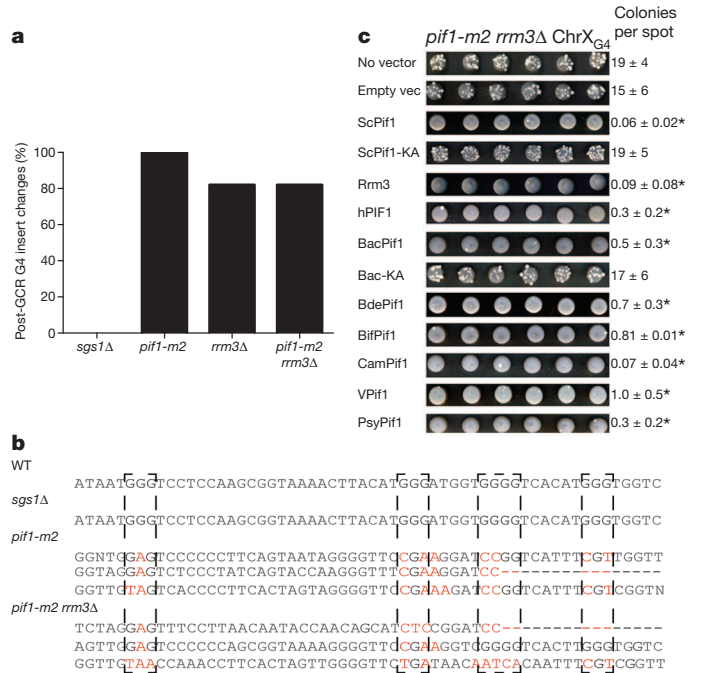 a
Post-GCR G4 insert changes (%)
100
80
60
40
20
0
sgs1Δ
pif1-m2
rrm3Δ
pif1-m2 rrm3Δ
c
pif1-m2 rrm3Δ ChrX G4
Colonies per spot
No vector 19 ± 4
Empty vec 15 ± 6
ScPif1 0.06 ± 0.02*
ScPif1-KA 19 ± 5
Rrm3 0.09 ± 0.08*
hPIF1 0.3 ± 0.2*
BacPif1 0.5 ± 0.3*
Bac-KA 17 ± 6
BdePif1 0.7 ± 0.3*
BifPif1 0.81 ± 0.01*
CamPif1 0.07 ± 0.04*
VPif1 1.0 ± 0.5*
PsyPif1 0.3 ± 0.2*
b
WT
ATAATGGGTCCTCCAAGCGGTAAAACTTACATGGGATGGTGGGGTCACATGGGTGGTC
sgs1Δ
ATAATGGGTCCTCCAAGCGGTAAAACTTACATGGGATGGTGGGGTCACATGGGTGGTC
pif1-m2
GGNTGGAGTCCCCCCTTCAGTAATAGGGGTTCCGAAGGATCCGGTCATTTCGTTGGTT
GGTAGGAGTCTCCCTATCAGTACCAAGGGTTTCGAAGGATCC----------------
GGTTGTAGTCACCCACTTCAGTACTAGGGGTTCCGAAAGATCCGGTCATTTCGTCGGTN
pif1-m2 rrm3Δ
TCTAGGAGTTTCCTTAACAATACCAACAGCATCTCCGGATCC----------------
AGTTGGAGTCCCCCAGCGGTAAAAGGGGTTCCGAAGGTCGGGGTCACTTGGGTGGTC
GGTTGTAACCAAACCTTCACTAGTTGGGGTTCTGATAACAATCACAATTTCGTCGGTT